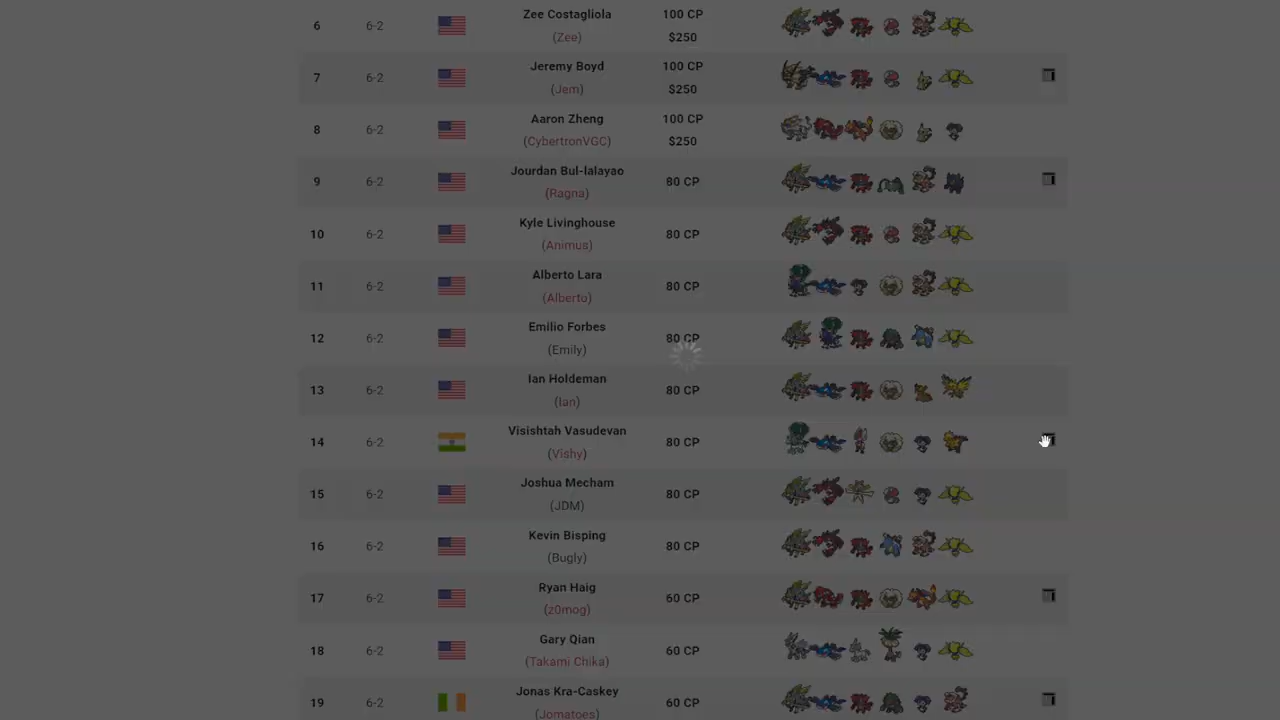 6 6-2 Zee Costagliola 100 CP
(Zee) $250
7 6-2 Jeremy Boyd 100 CP
(Jem) $250
8 6-2 Aaron Zheng 100 CP
(CybertronVGC) $250
9 6-2 Jourdan Bul-lalayao 80 CP
(Ragna)
10 6-2 Kyle Livinghouse 80 CP
(Animus)
11 6-2 Alberto Lara 80 CP
(Alberto)
12 6-2 Emilio Forbes 80 CP
(Emily)
13 6-2 Ian Holdeman 80 CP
(Ian)
14 6-2 Visishtah Vasudevan 80 CP
(Vishy)
15 6-2 Joshua Mecham 80 CP
(JDM)
16 6-2 Kevin Bisping 80 CP
(Bugly)
17 6-2 Ryan Haig 60 CP
(z0mog)
18 6-2 Gary Qian 60 CP
(Takami Chika)
19 6-2 Jonas Kra-Caskey 60 CP
(Jomatoes)